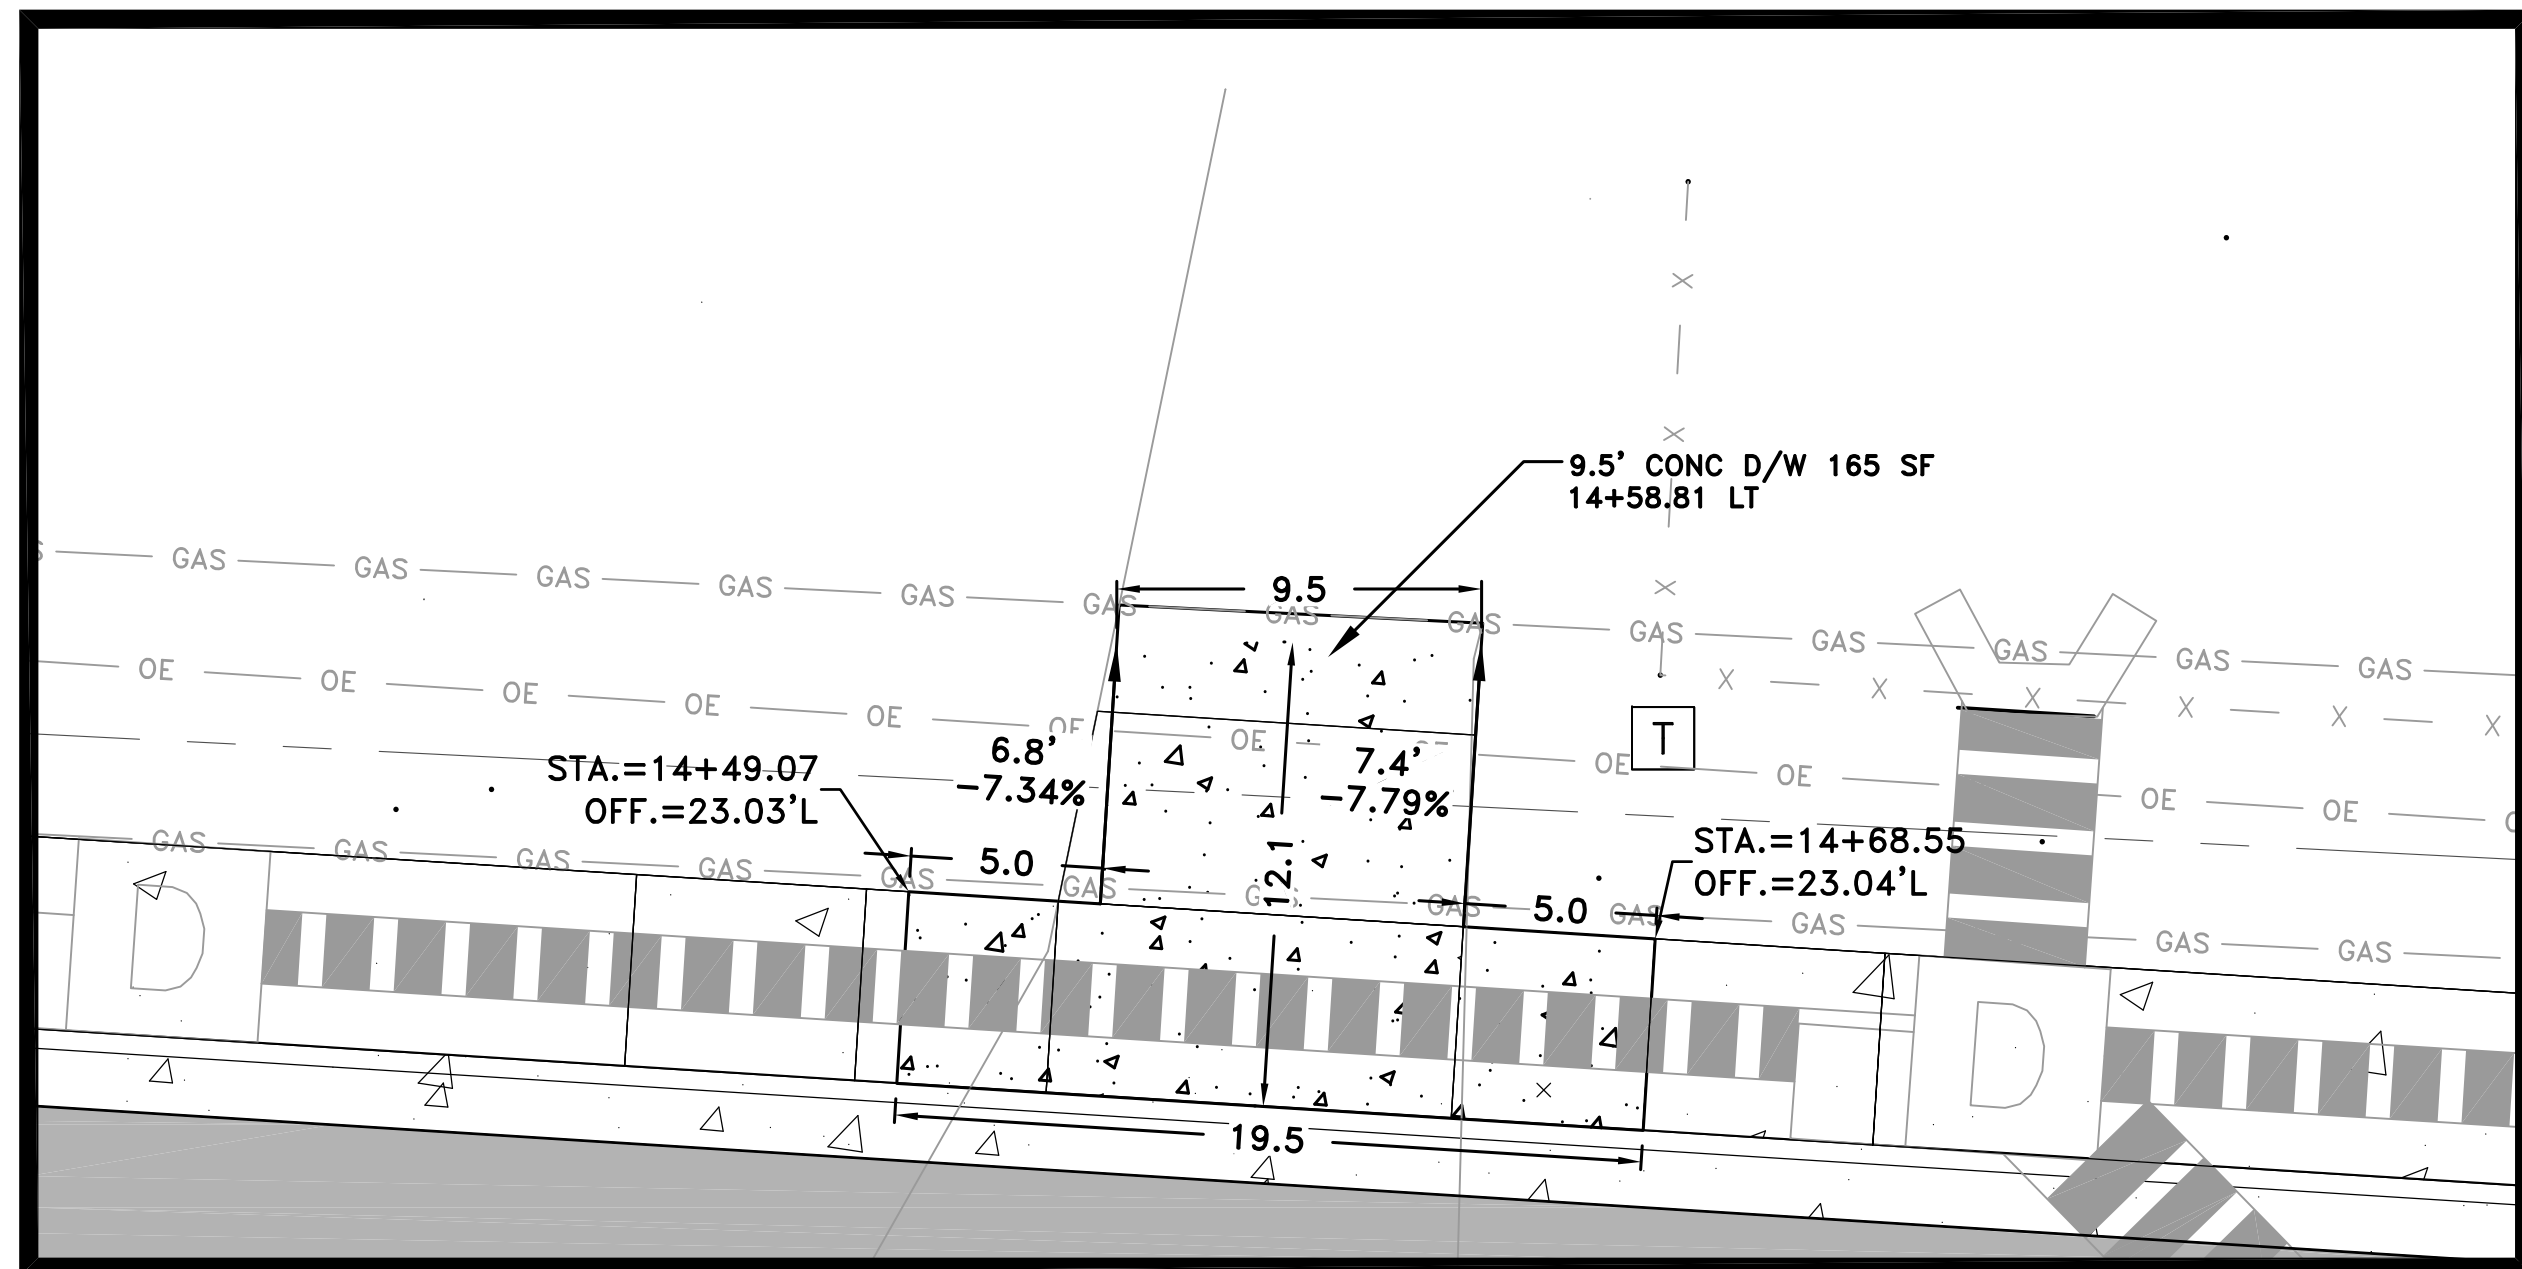 9.5' CONC D/W 165 SF
14+58.81 LT
GAS GAS GAS GAS GAS GAS GAS GAS GAS GAS GAS GAS
9.5
X
X
X
X X X X X X
OE OE OE OE OE OE OE OE OE OE
T
6.8'
-7.34%
7.4'
-7.79%
STA.=14+49.07
OFF.=23.03'L
STA.=14+68.55
OFF.=23.04'L
GAS GAS GAS GAS GAS GAS GAS GAS GAS GAS GAS
5.0
12.1
5.0
D
D
19.5